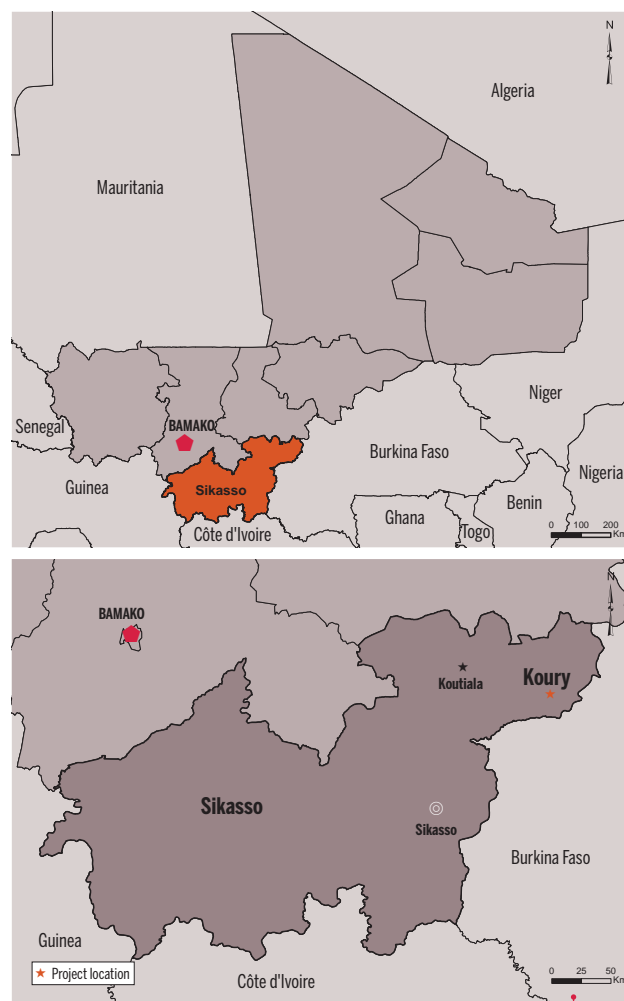 N
Algeria
Mauritania
Niger
Senegal
BAMAKO
Burkina Faso
Nigeria
Guinea
Sikasso
Benin
Ghana
Togo
Côte d'Ivoire
0 100 200
Km
N
BAMAKO
Koutiala
Koury
Sikasso
Sikasso
Burkina Faso
Guinea
Project location
Côte d'Ivoire
0 25 50
Km